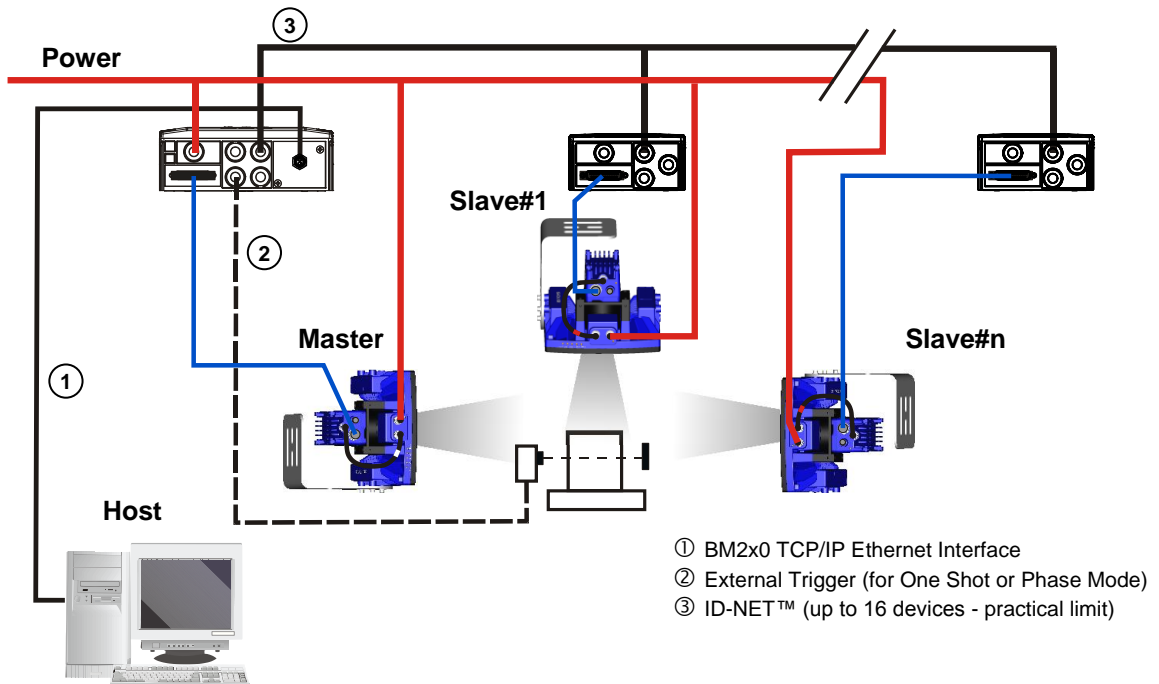 ③
Power
Slave#1
②
Master
Slave#n
①
Host
① BM2x0 TCP/IP Ethernet Interface
② External Trigger (for One Shot or Phase Mode)
③ ID-NET™ (up to 16 devices - practical limit)